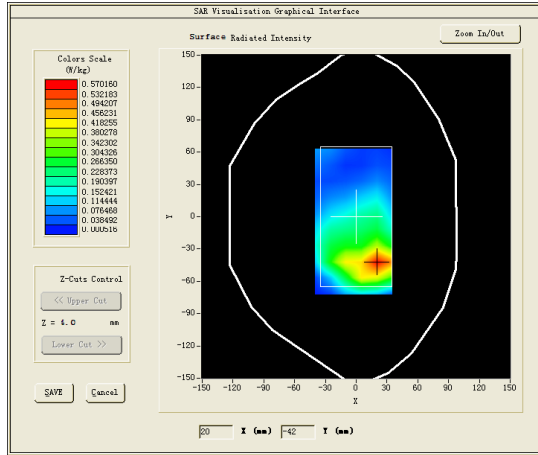 SAR Visualisation Graphical Interface
Surface Radiated Intensity
Zoom In/Out
Colors Scale
(W/kg)
0.570160
0.532183
0.494207
0.456231
0.418255
0.380278
0.342302
0.304326
0.266350
0.228373
0.190397
0.152421
0.114444
0.076468
0.038492
0.000516
Z-Cuts Control
<< Upper Cut
Z = 4.0 mm
Lower Cut >>
SAVE Cancel
150
120
90
60
30
0
-30
-60
-90
-120
-150
Y
-150 -120 -90 -60 -30 0 30 60 90 120 150
X
20 X (mm) -42 Y (mm)